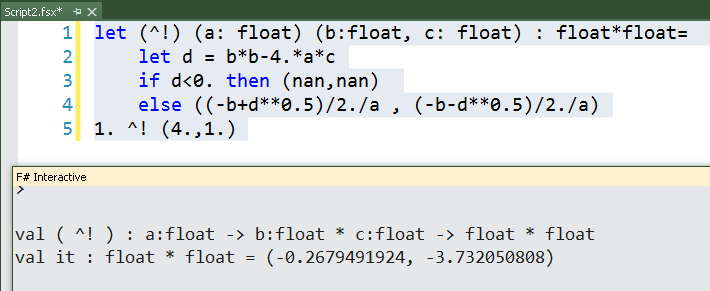 Script2.fsx*
1 let (^!) (a: float) (b:float, c: float) : float*float=
2     let d = b*b-4.*a*c
3     if d<0. then (nan,nan)
4     else ((-b+d**0.5)/2./a , (-b-d**0.5)/2./a)
5 1. ^! (4.,1.)
F# Interactive
>
val ( ^! ) : a:float -> b:float * c:float -> float * float
val it : float * float = (-0.2679491924, -3.732050808)